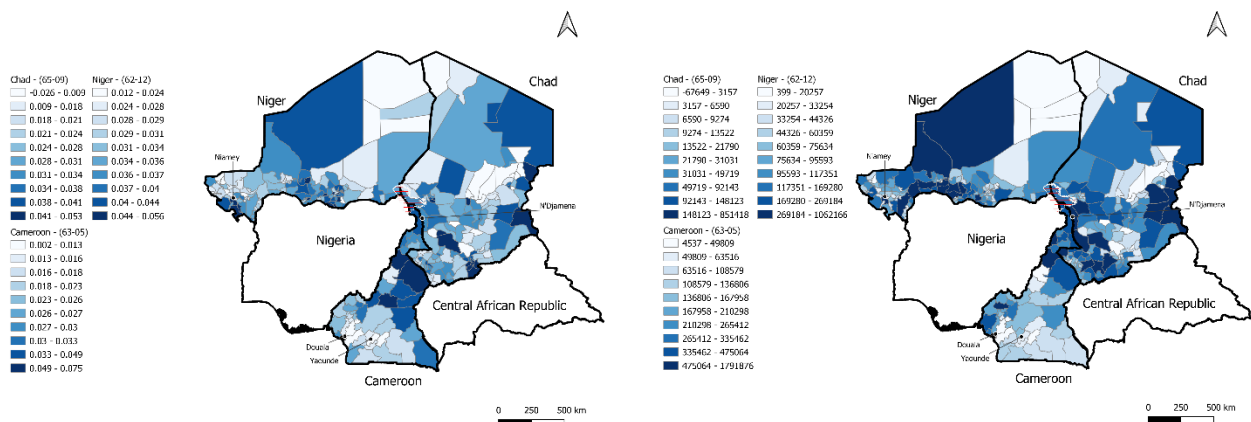 Chad - (65-09) Niger - (62-12)
-0.026 - 0.009 0.012 - 0.024
0.009 - 0.018 0.024 - 0.028
0.018 - 0.021 0.028 - 0.029
0.021 - 0.024 0.029 - 0.031
0.024 - 0.028 0.031 - 0.034
0.028 - 0.031 0.034 - 0.036
0.031 - 0.034 0.036 - 0.037
0.034 - 0.038 0.037 - 0.04
0.038 - 0.041 0.04 - 0.044
0.041 - 0.053 0.044 - 0.056
Cameroon - (63-05)
0.002 - 0.013
0.013 - 0.016
0.016 - 0.018
0.018 - 0.023
0.023 - 0.026
0.026 - 0.027
0.027 - 0.03
0.03 - 0.033
0.033 - 0.049
0.049 - 0.075
Chad
Niger
Niamey
N'Djamena
Nigeria
Central African Republic
Douala
Yaounde
Cameroon
0 250 500 km
Chad - (65-09) Niger - (62-12)
-67649 - 3157 399 - 20257
3157 - 6590 20257 - 33254
6590 - 9274 33254 - 44326
9274 - 13522 44326 - 60359
13522 - 21790 60359 - 75634
21790 - 31031 75634 - 95593
31031 - 49719 95593 - 117351
49719 - 92143 117351 - 169280
92143 - 148123 169280 - 269184
148123 - 851418 269184 - 1062166
Cameroon - (63-05)
4537 - 49809
49809 - 63516
63516 - 108579
108579 - 136806
136806 - 167958
167958 - 210298
210298 - 265412
265412 - 335462
335462 - 475064
475064 - 1791876
Chad
Niger
Niamey
N'Djamena
Nigeria
Central African Republic
Douala
Yaounde
Cameroon
0 250 500 km